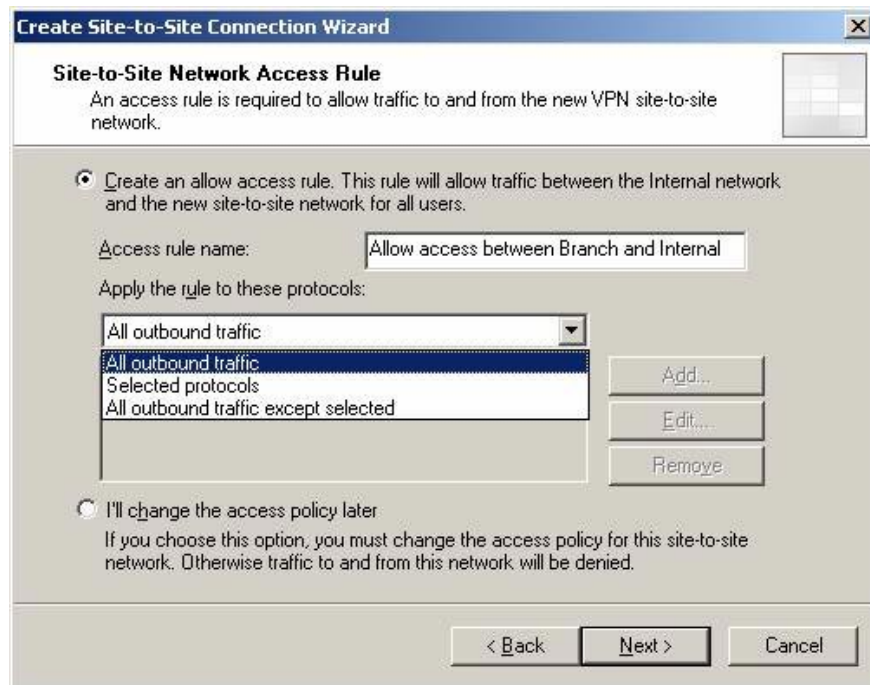 Create Site-to-Site Connection Wizard
Site-to-Site Network Access Rule
An access rule is required to allow traffic to and from the new VPN site-to-site
network.
Create an allow access rule. This rule will allow traffic between the Internal network
and the new site-to-site network for all users.
Access rule name:
Allow access between Branch and Internal
Apply the rule to these protocols:
All outbound traffic
All outbound traffic
Selected protocols
All outbound traffic except selected
Add...
Edit...
Remove
I'll change the access policy later
If you choose this option, you must change the access policy for this site-to-site
network. Otherwise traffic to and from this network will be denied.
< Back
Next >
Cancel